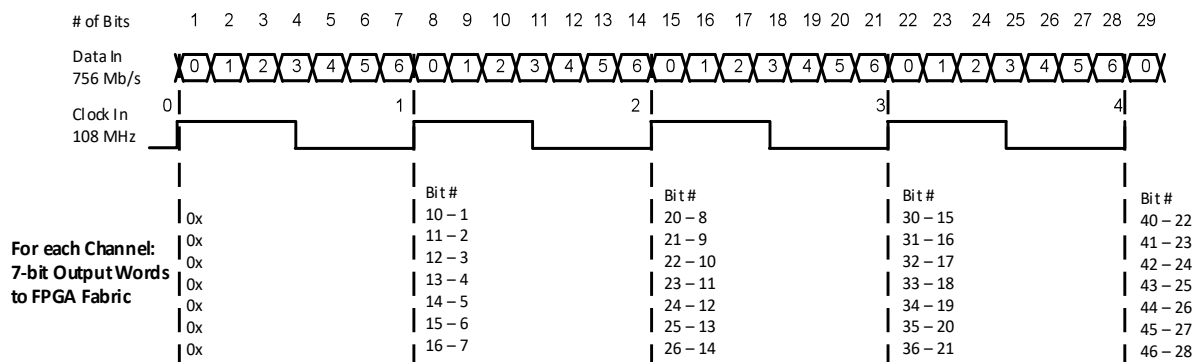 # of Bits 1 2 3 4 5 6 7 8 9 10 11 12 13 14 15 16 17 18 19 20 21 22 23 24 25 26 27 28 29
Data In
756 Mb/s
0 1 2 3 4 5 6 0 1 2 3 4 5 6 0 1 2 3 4 5 6 0 1 2 3 4 5 6 0
Clock In
108 MHz
0 1 2 3 4
For each Channel:
7-bit Output Words
to FPGA Fabric
0x
0x
0x
0x
0x
0x
0x
Bit #
10 – 1
11 – 2
12 – 3
13 – 4
14 – 5
15 – 6
16 – 7
Bit #
20 – 8
21 – 9
22 – 10
23 – 11
24 – 12
25 – 13
26 – 14
Bit #
30 – 15
31 – 16
32 – 17
33 – 18
34 – 19
35 – 20
36 – 21
Bit #
40 – 22
41 – 23
42 – 24
43 – 25
44 – 26
45 – 27
46 – 28